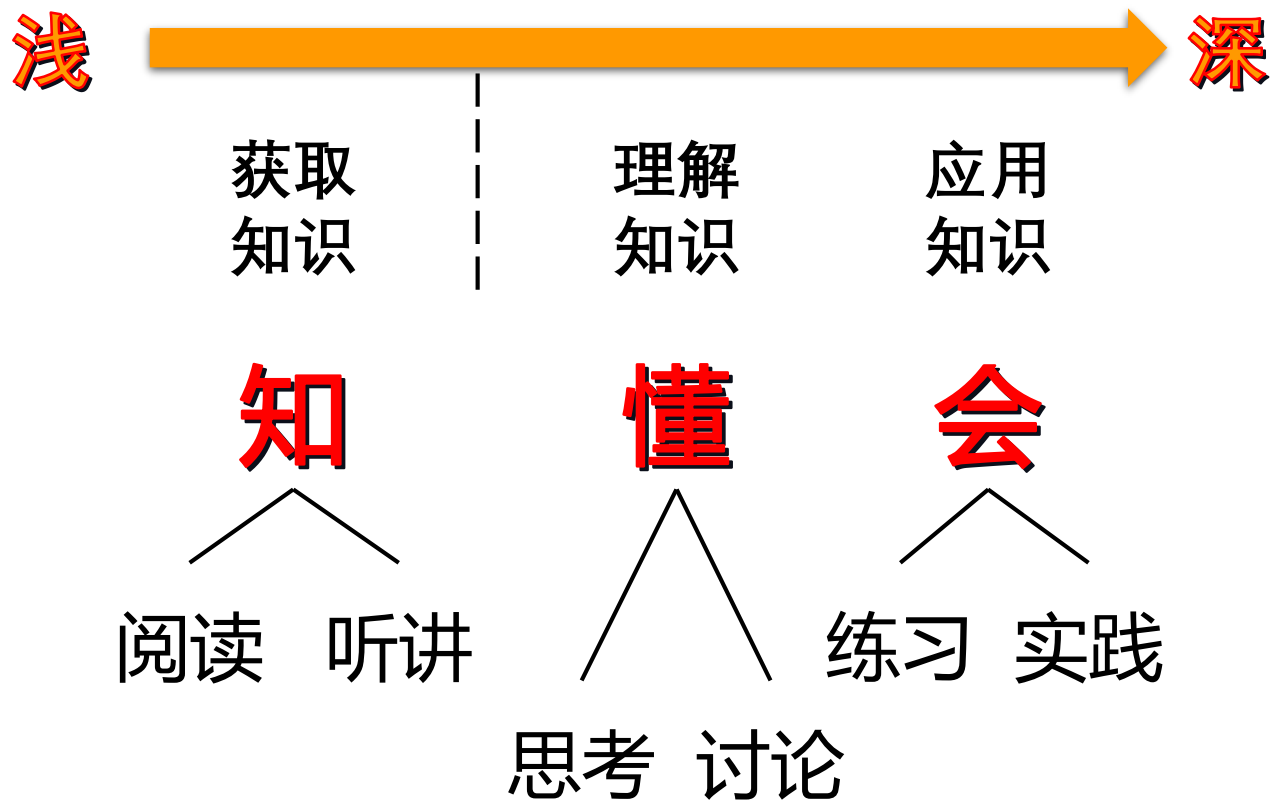 浅 深
获取 理解 应用
知识 知识 知识
知 懂 会
阅读 听讲 练习 实践
思考 讨论